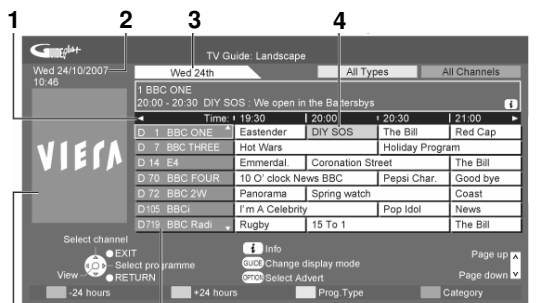 1 2 3 4
GUIDE Plus+
TV Guide: Landscape
Wed 24/10/2007
10:46
Wed 24th All Types All Channels
1 BBC ONE
20:00 - 20:30 DIY SOS : We open in the Battersbys i
Time: 19:30 20:00 20:30 21:00
D 1 BBC ONE Eastender DIY SOS The Bill Red Cap
D 7 BBC THREE Hot Wars Holiday Program
D 14 E4 Emmerdal. Coronation Street The Bill
D 70 BBC FOUR 10 O' clock News BBC Pepsi Char. Good bye
D 72 BBC 2W Panorama Spring watch Coast
D105 BBCi I'm A Celebrity Pop Idol News
D719 BBC Radi Rugby 15 To 1 The Bill
VIERA
Select channel
EXIT
Select programme
View
RETURN
i Info
GUIDE Change display mode
OPTION Select Advert
Page up
Page down
-24 hours +24 hours Prog.Type Category